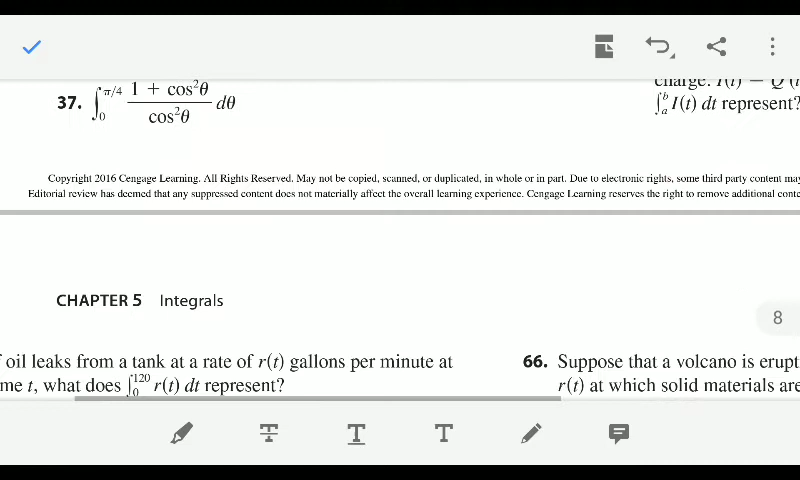 37. ∫₀^π/4 (1 + cos²θ)/(cos²θ) dθ
charge: I(t) = Q′(t
∫ₐᵇ I(t) dt represent?
Copyright 2016 Cengage Learning. All Rights Reserved. May not be copied, scanned, or duplicated, in whole or in part. Due to electronic rights, some third party content may
Editorial review has deemed that any suppressed content does not materially affect the overall learning experience. Cengage Learning reserves the right to remove additional conte
CHAPTER 5 Integrals
8
f oil leaks from a tank at a rate of r(t) gallons per minute at
me t, what does ∫₀¹²⁰ r(t) dt represent?
66. Suppose that a volcano is erupti
r(t) at which solid materials are